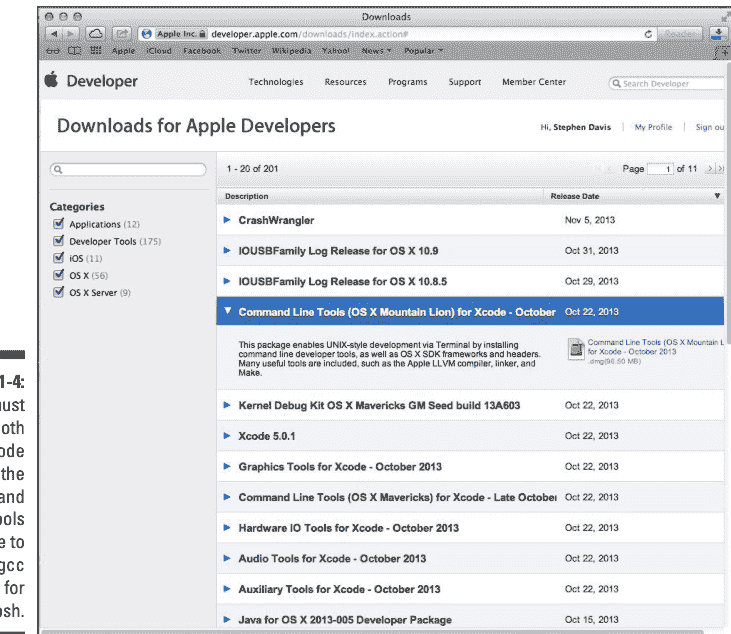 Downloads
Apple Inc. developer.apple.com/downloads/index.action# Reader
Apple iCloud Facebook Twitter Wikipedia Yahoo! News Popular
Developer
Technologies Resources Programs Support Member Center
Search Developer
Downloads for Apple Developers
Hi, Stephen Davis | My Profile | Sign ou
1 - 20 of 201
Page 1 of 11
Categories
Applications (12)
Developer Tools (175)
iOS (11)
OS X (56)
OS X Server (9)
Description Release Date
CrashWrangler Nov 5, 2013
IOUSBFamily Log Release for OS X 10.9 Oct 31, 2013
IOUSBFamily Log Release for OS X 10.8.5 Oct 29, 2013
Command Line Tools (OS X Mountain Lion) for Xcode - October Oct 22, 2013
This package enables UNIX-style development via Terminal by installing
command line developer tools, as well as OS X SDK frameworks and headers.
Many useful tools are included, such as the Apple LLVM compiler, linker, and
Make.
Command Line Tools (OS X Mountain L
for Xcode - October 2013
.dmg(96.50 MB)
Kernel Debug Kit OS X Mavericks GM Seed build 13A603 Oct 22, 2013
Xcode 5.0.1 Oct 22, 2013
Graphics Tools for Xcode - October 2013 Oct 22, 2013
Command Line Tools (OS X Mavericks) for Xcode - Late October Oct 22, 2013
Hardware IO Tools for Xcode - October 2013 Oct 22, 2013
Audio Tools for Xcode - October 2013 Oct 22, 2013
Auxiliary Tools for Xcode - October 2013 Oct 22, 2013
Java for OS X 2013-005 Developer Package Oct 15, 2013
1-4:
ust
oth
ode
the
and
ols
e to
gcc
for
osh.